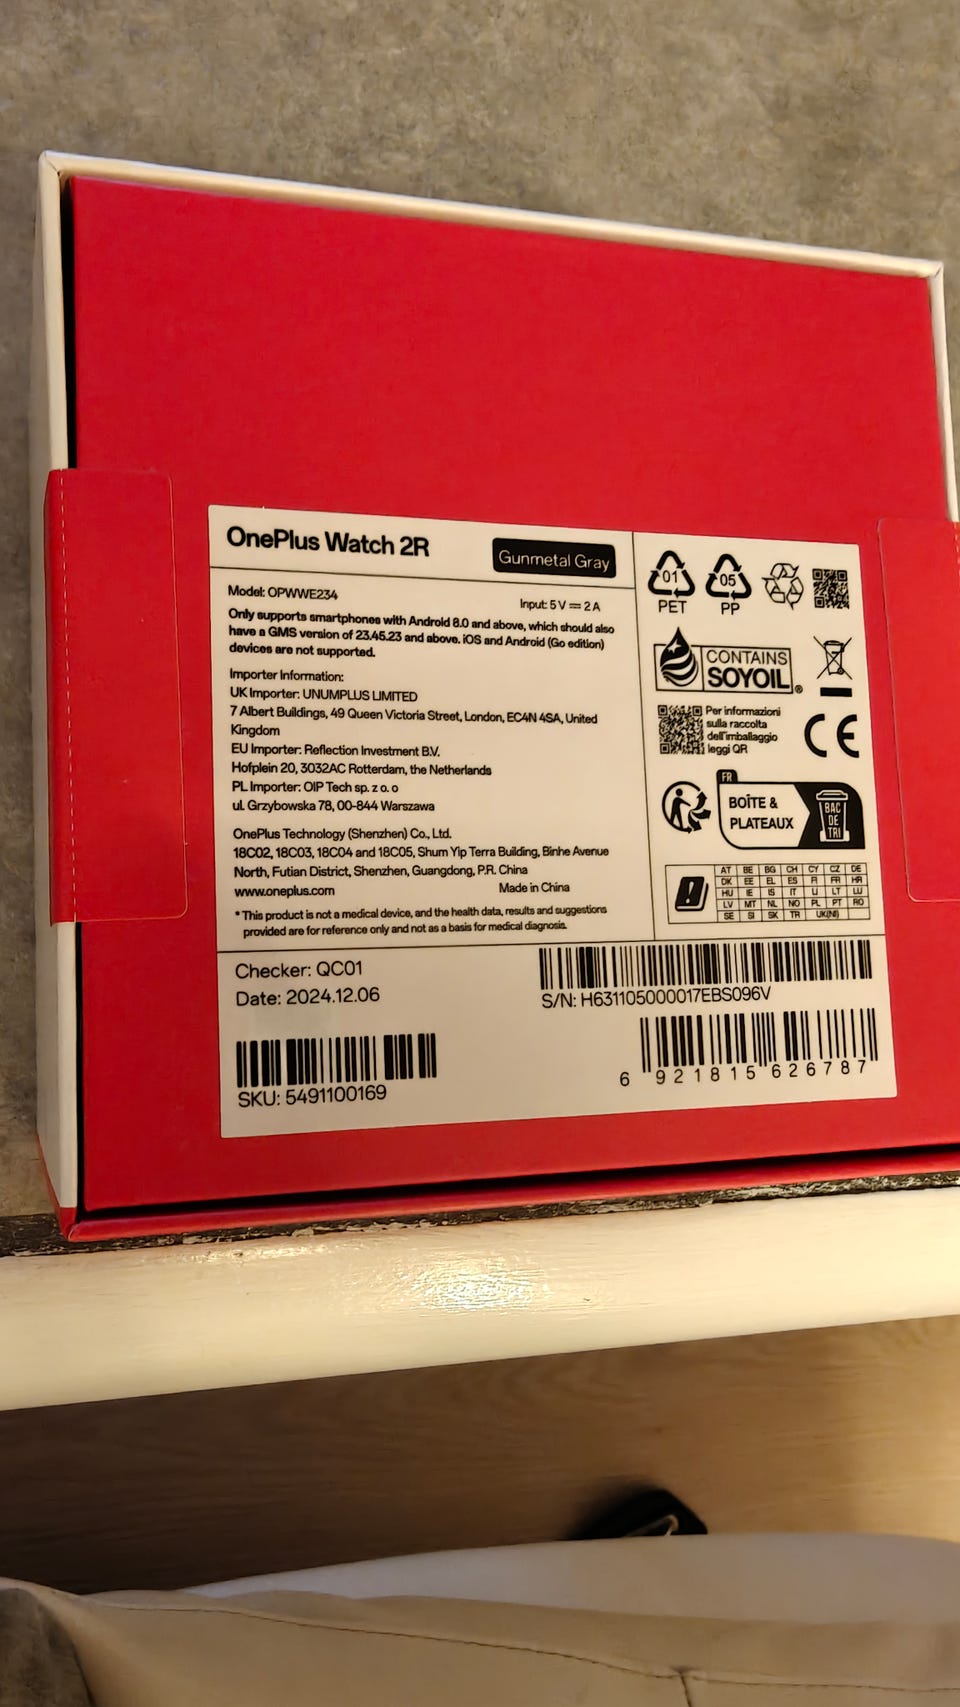 OnePlus Watch 2R
Gunmetal Gray
Model: OPWWE234
Input: 5 V ⎓ 2 A
Only supports smartphones with Android 8.0 and above, which should also
have a GMS version of 23.45.23 and above. iOS and Android (Go edition)
devices are not supported.
Importer Information:
UK Importer: UNUMPLUS LIMITED
7 Albert Buildings, 49 Queen Victoria Street, London, EC4N 4SA, United
Kingdom
EU Importer: Reflection Investment B.V.
Hofplein 20, 3032AC Rotterdam, the Netherlands
PL Importer: OIP Tech sp. z o. o
ul. Grzybowska 78, 00-844 Warszawa
OnePlus Technology (Shenzhen) Co., Ltd.
18C02, 18C03, 18C04 and 18C05, Shum Yip Terra Building, Binhe Avenue
North, Futian District, Shenzhen, Guangdong, P.R. China
www.oneplus.com
Made in China
* This product is not a medical device, and the health data, results and suggestions
provided are for reference only and not as a basis for medical diagnosis.
01
PET
05
PP
CONTAINS
SOYOIL®
Per informazioni
sulla raccolta
dell'imballaggio
leggi QR
CE
FR
BOÎTE &
PLATEAUX
BAC
DE
TRI
AT BE BG CH CY CZ DE
DK EE EL ES FI FR HR
HU IE IS IT LI LT LU
LV MT NL NO PL PT RO
SE SI SK TR UK(NI)
Checker: QC01
Date: 2024.12.06
S/N: H631105000017EBS096V
SKU: 5491100169
6 921815 626787